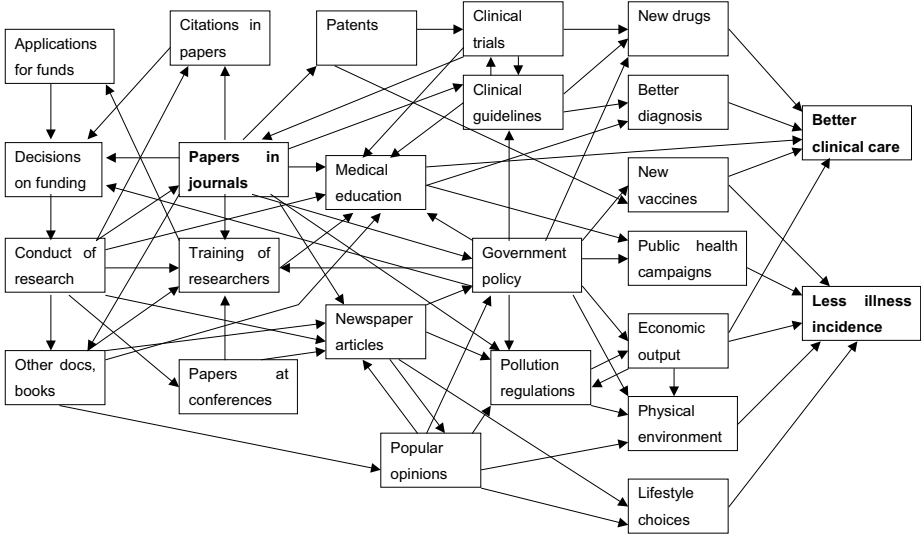 Applications
for funds
Citations in
papers
Patents
Clinical
trials
New drugs
Clinical
guidelines
Better
diagnosis
Better
clinical care
Decisions
on funding
Papers in
journals
Medical
education
New
vaccines
Conduct of
research
Training of
researchers
Government
policy
Public health
campaigns
Less illness
incidence
Newspaper
articles
Economic
output
Other docs,
books
Papers at
conferences
Pollution
regulations
Physical
environment
Popular
opinions
Lifestyle
choices